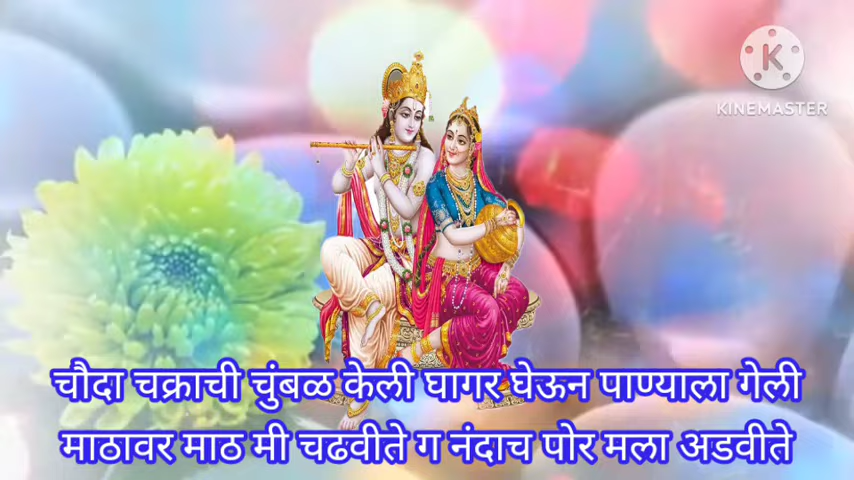 KINEMASTER
चौदा चक्राची चुंबळ केली घागर घेऊन पाण्याला गेली
माठावर माठ मी चढवीते ग नंदाच पोर मला अडवीते